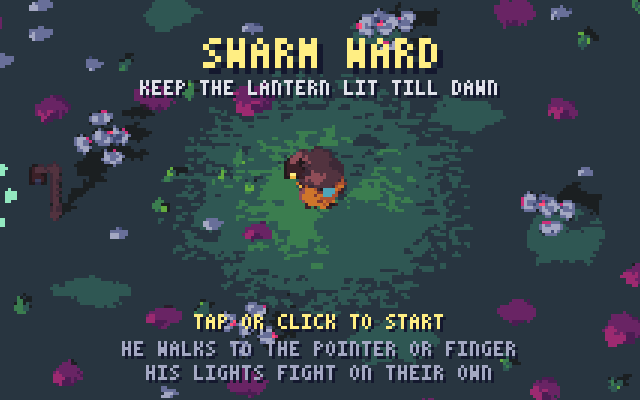 SWARM WARD
KEEP THE LANTERN LIT TILL DAWN
TAP OR CLICK TO START
HE WALKS TO THE POINTER OR FINGER
HIS LIGHTS FIGHT ON THEIR OWN